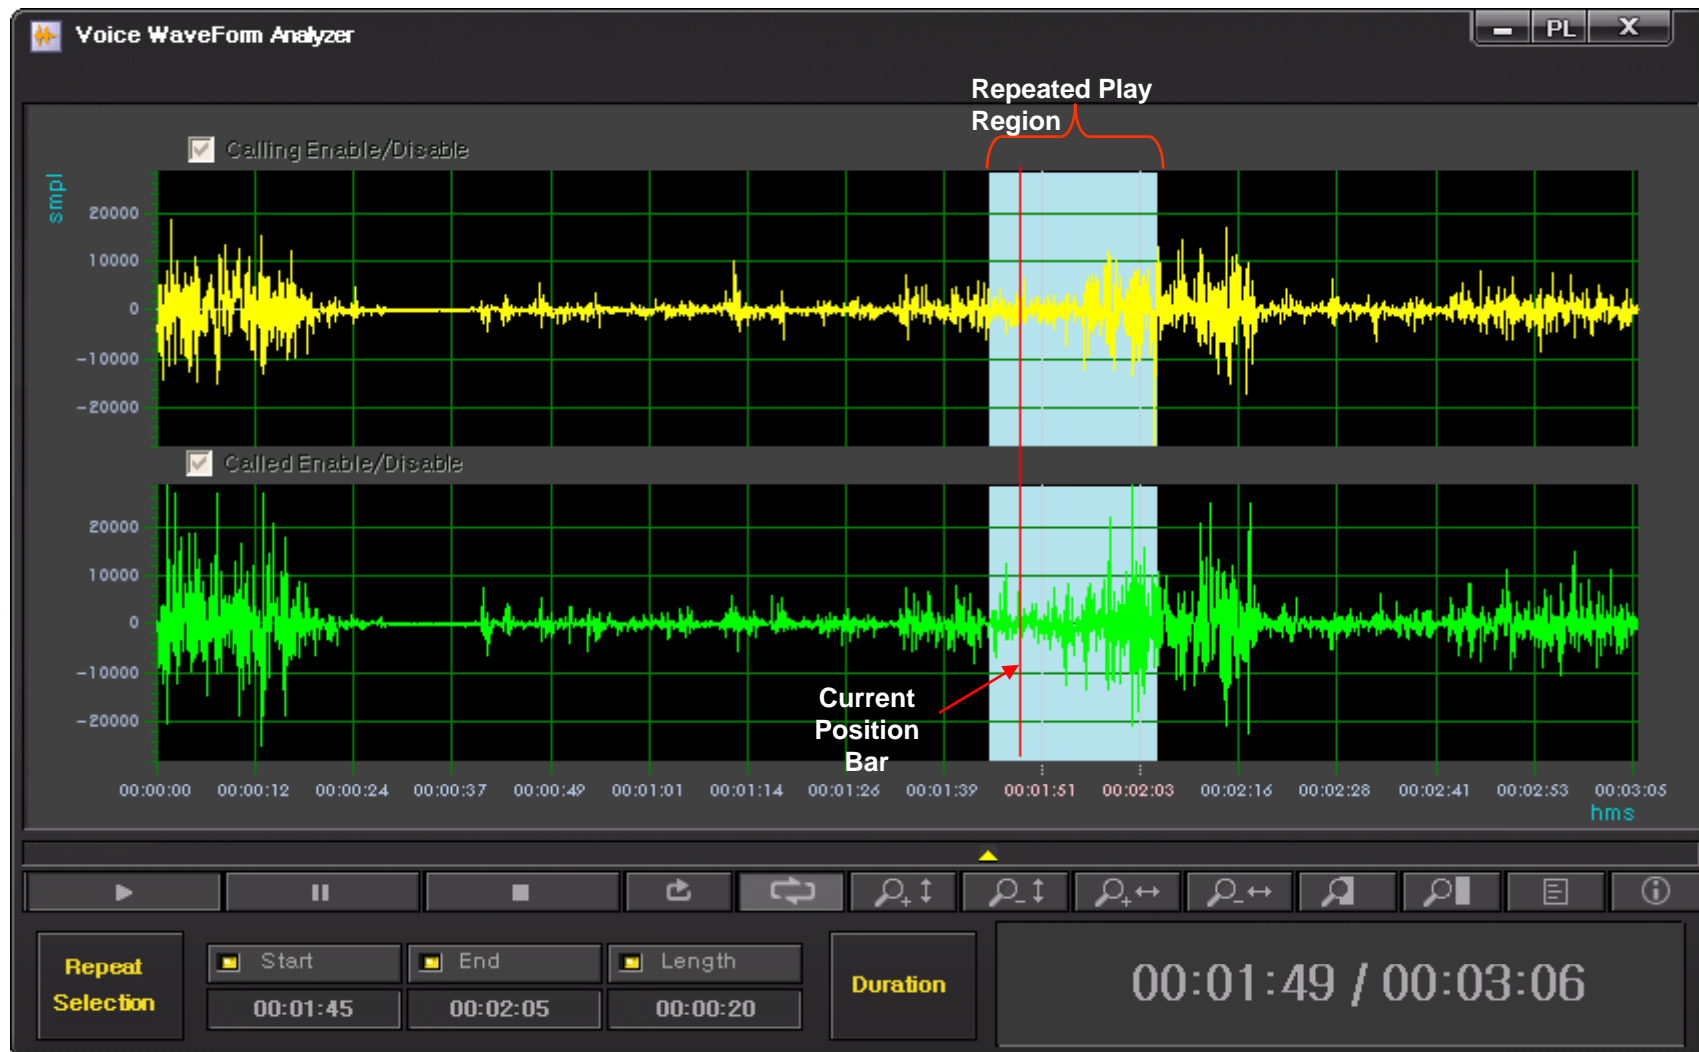 Voice WaveForm Analyzer
PL X
Repeated Play
Region
Calling Enable/Disable
smpl
20000
10000
0
-10000
-20000
Called Enable/Disable
20000
10000
0
-10000
-20000
Current
Position
Bar
00:00:00 00:00:12 00:00:24 00:00:37 00:00:49 00:01:01 00:01:14 00:01:26 00:01:39 00:01:51 00:02:03 00:02:16 00:02:28 00:02:41 00:02:53 00:03:05
hms
Repeat
Selection
Start End Length
00:01:45 00:02:05 00:00:20
Duration
00:01:49 / 00:03:06